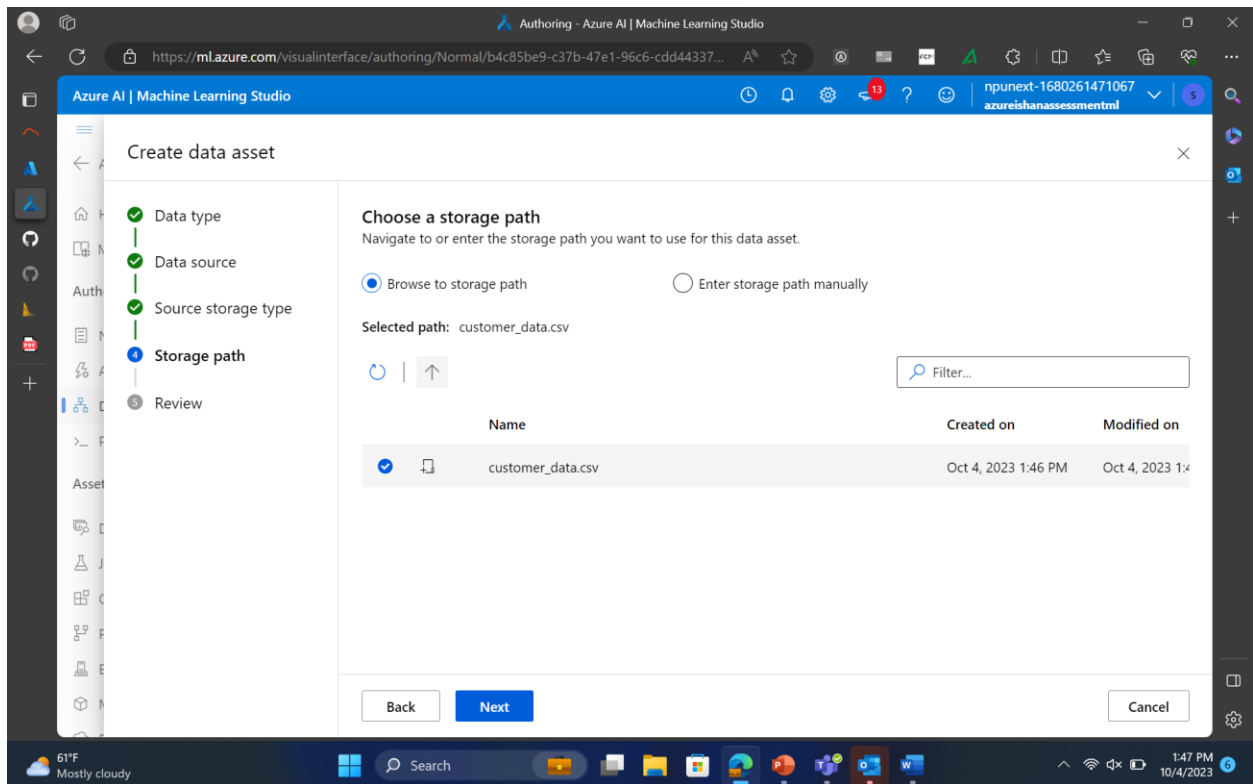 Authoring - Azure AI | Machine Learning Studio
https://ml.azure.com/visualinterface/authoring/Normal/b4c85be9-c37b-47e1-96c6-cdd44337...
Azure AI | Machine Learning Studio
13
npunext-1680261471067
azureishanassessmentml
S
Create data asset
Data type
Data source
Source storage type
4 Storage path
5 Review
Auth
Asset
Choose a storage path
Navigate to or enter the storage path you want to use for this data asset.
Browse to storage path
Enter storage path manually
Selected path: customer_data.csv
Filter...
Name Created on Modified on
customer_data.csv Oct 4, 2023 1:46 PM Oct 4, 2023 1:4
Back Next Cancel
61°F
Mostly cloudy
Search
1:47 PM
10/4/2023
6